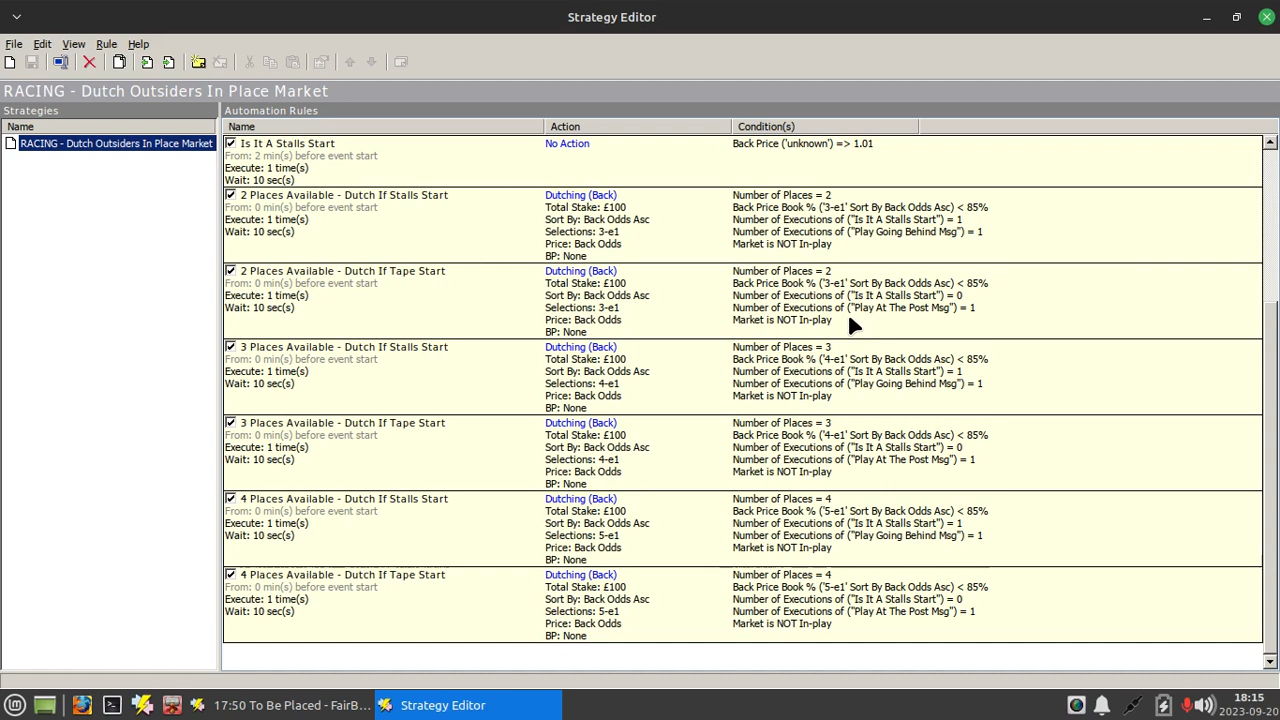 Strategy Editor
File Edit View Rule Help
RACING - Dutch Outsiders In Place Market
Strategies
Name
RACING - Dutch Outsiders In Place Market
Automation Rules
Name Action Condition(s)
Is It A Stalls Start No Action Back Price ('unknown') => 1.01
From: 2 min(s) before event start
Execute: 1 time(s)
Wait: 10 sec(s)
2 Places Available - Dutch If Stalls Start Dutching (Back) Number of Places = 2
From: 0 min(s) before event start Total Stake: £100 Back Price Book % ('3-e1' Sort By Back Odds Asc) < 85%
Execute: 1 time(s) Sort By: Back Odds Asc Number of Executions of ("Is It A Stalls Start") = 1
Wait: 10 sec(s) Selections: 3-e1 Number of Executions of ("Play Going Behind Msg") = 1
Price: Back Odds Market is NOT In-play
BP: None
2 Places Available - Dutch If Tape Start Dutching (Back) Number of Places = 2
From: 0 min(s) before event start Total Stake: £100 Back Price Book % ('3-e1' Sort By Back Odds Asc) < 85%
Execute: 1 time(s) Sort By: Back Odds Asc Number of Executions of ("Is It A Stalls Start") = 0
Wait: 10 sec(s) Selections: 3-e1 Number of Executions of ("Play At The Post Msg") = 1
Price: Back Odds Market is NOT In-play
BP: None
3 Places Available - Dutch If Stalls Start Dutching (Back) Number of Places = 3
From: 0 min(s) before event start Total Stake: £100 Back Price Book % ('4-e1' Sort By Back Odds Asc) < 85%
Execute: 1 time(s) Sort By: Back Odds Asc Number of Executions of ("Is It A Stalls Start") = 1
Wait: 10 sec(s) Selections: 4-e1 Number of Executions of ("Play Going Behind Msg") = 1
Price: Back Odds Market is NOT In-play
BP: None
3 Places Available - Dutch If Tape Start Dutching (Back) Number of Places = 3
From: 0 min(s) before event start Total Stake: £100 Back Price Book % ('4-e1' Sort By Back Odds Asc) < 85%
Execute: 1 time(s) Sort By: Back Odds Asc Number of Executions of ("Is It A Stalls Start") = 0
Wait: 10 sec(s) Selections: 4-e1 Number of Executions of ("Play At The Post Msg") = 1
Price: Back Odds Market is NOT In-play
BP: None
4 Places Available - Dutch If Stalls Start Dutching (Back) Number of Places = 4
From: 0 min(s) before event start Total Stake: £100 Back Price Book % ('5-e1' Sort By Back Odds Asc) < 85%
Execute: 1 time(s) Sort By: Back Odds Asc Number of Executions of ("Is It A Stalls Start") = 1
Wait: 10 sec(s) Selections: 5-e1 Number of Executions of ("Play Going Behind Msg") = 1
Price: Back Odds Market is NOT In-play
BP: None
4 Places Available - Dutch If Tape Start Dutching (Back) Number of Places = 4
From: 0 min(s) before event start Total Stake: £100 Back Price Book % ('5-e1' Sort By Back Odds Asc) < 85%
Execute: 1 time(s) Sort By: Back Odds Asc Number of Executions of ("Is It A Stalls Start") = 0
Wait: 10 sec(s) Selections: 5-e1 Number of Executions of ("Play At The Post Msg") = 1
Price: Back Odds Market is NOT In-play
BP: None
17:50 To Be Placed - FairB... Strategy Editor 18:15
2023-09-20